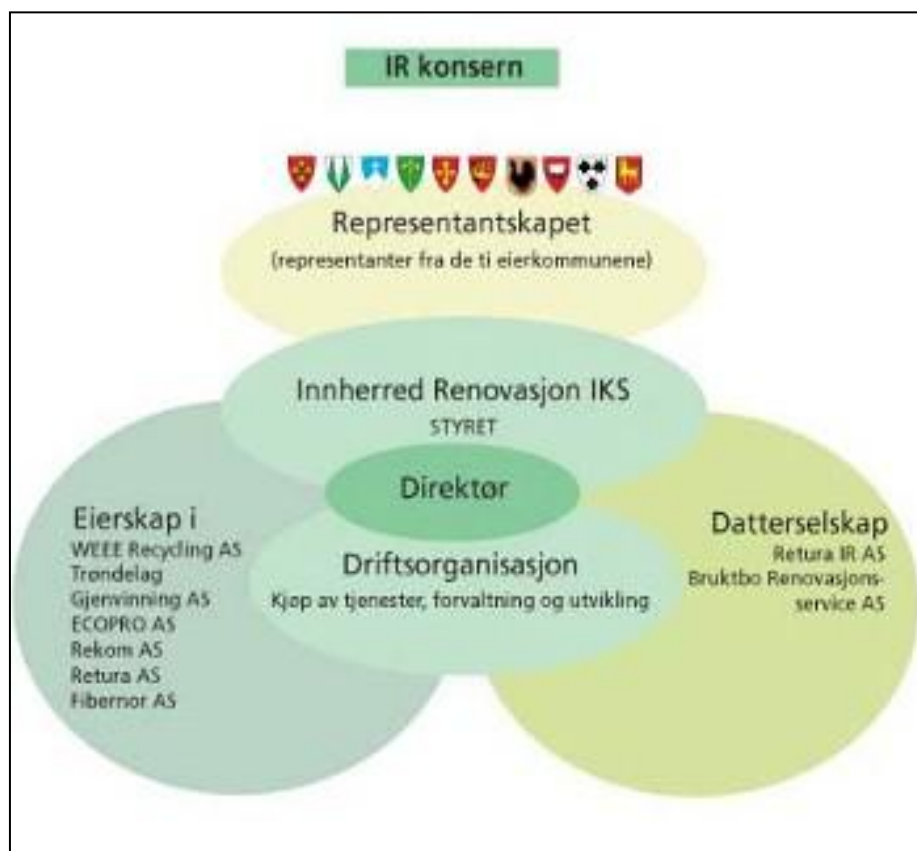 IR konsern
Representantskapet
(representanter fra de ti eierkommunene)
Innherred Renovasjon IKS
STYRET
Direktør
Eierskap i
WEEE Recycling AS
Trøndelag
Gjenvinning AS
ECOPRO AS
Rekom AS
Retura AS
Fibernor AS
Driftsorganisasjon
Kjøp av tjenester, forvaltning og utvikling
Datterselskap
Retura IR AS
Bruktbo Renovasjons-
service AS